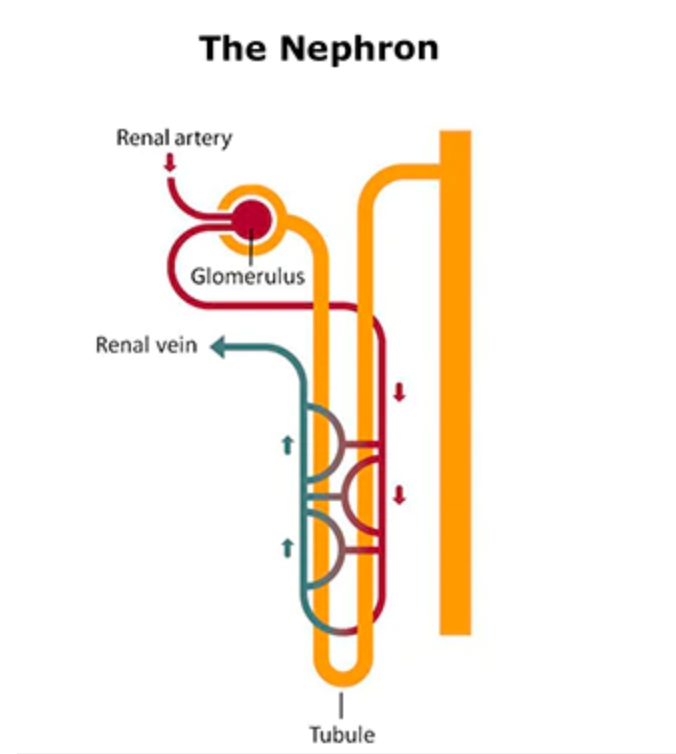 The Nephron
Renal artery
Glomerulus
Renal vein
Tubule